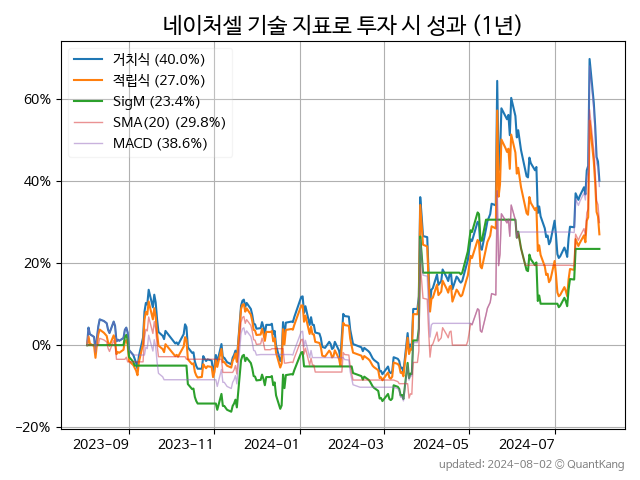 네이처셀 기술 지표로 투자 시 성과 (1년)
거치식 (40.0%)
적립식 (27.0%)
SigM (23.4%)
SMA(20) (29.8%)
MACD (38.6%)
60%
40%
20%
0%
−20%
2023-09 2023-11 2024-01 2024-03 2024-05 2024-07
updated: 2024-08-02 © QuantKang